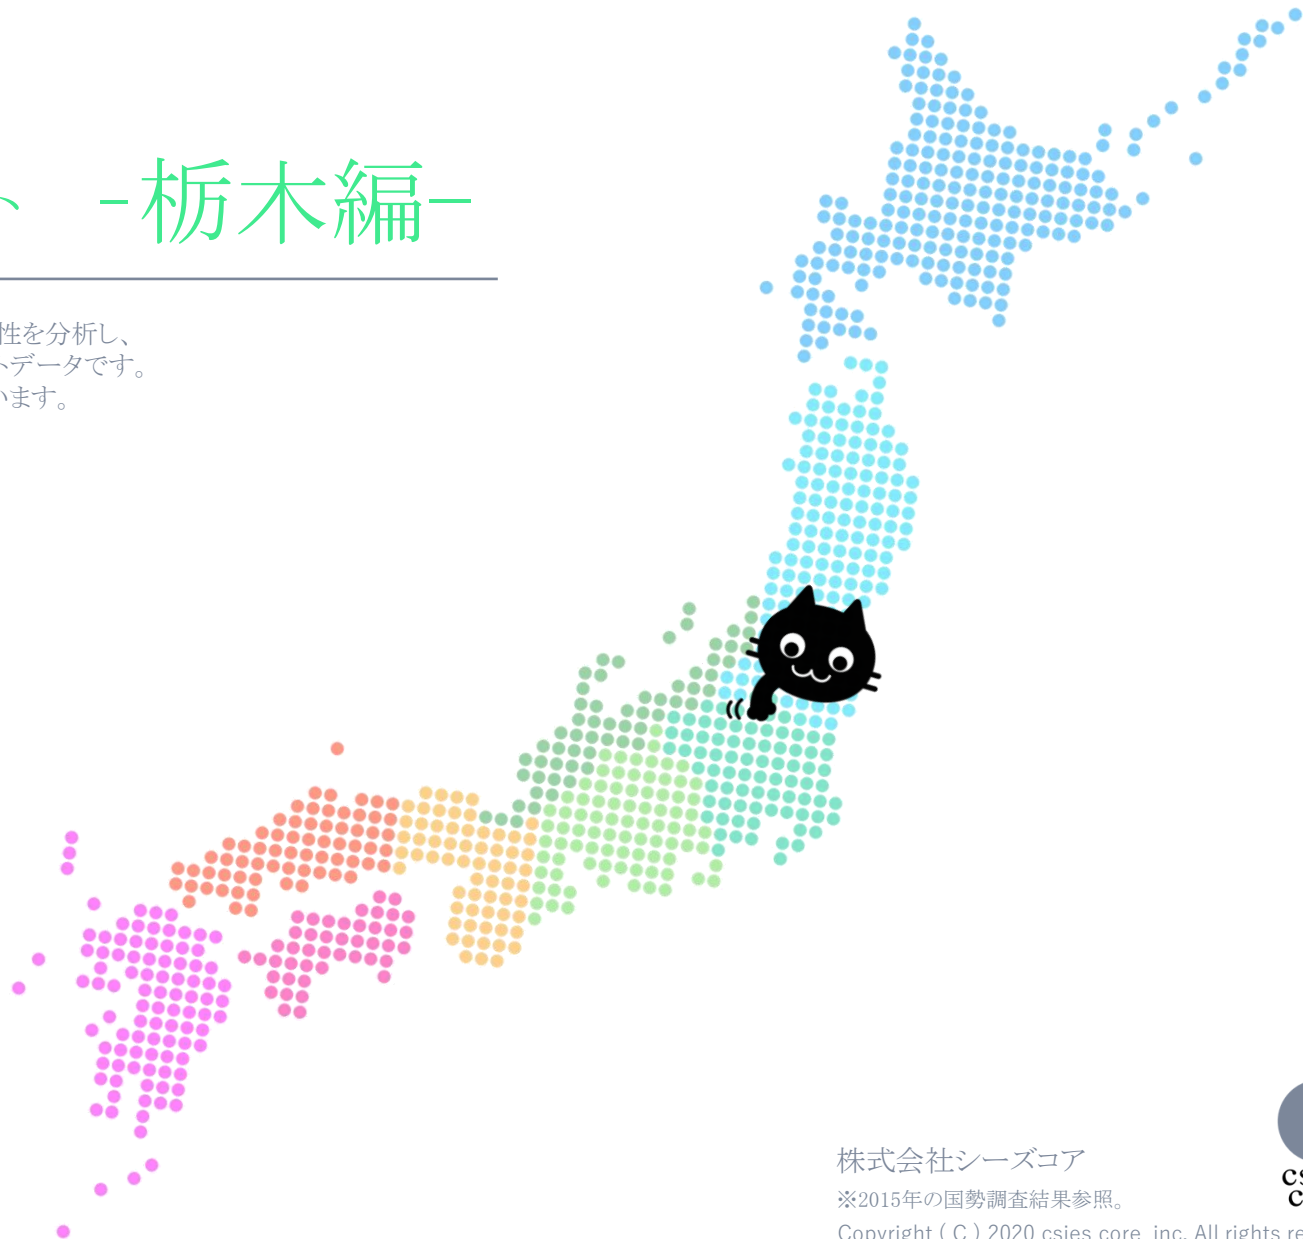 ト -栃木編-
性を分析し、
トデータです。
います。
株式会社シーズコア
※2015年の国勢調査結果参照。
Copyright ( C ) 2020 csies core, inc. All rights re
cs
c